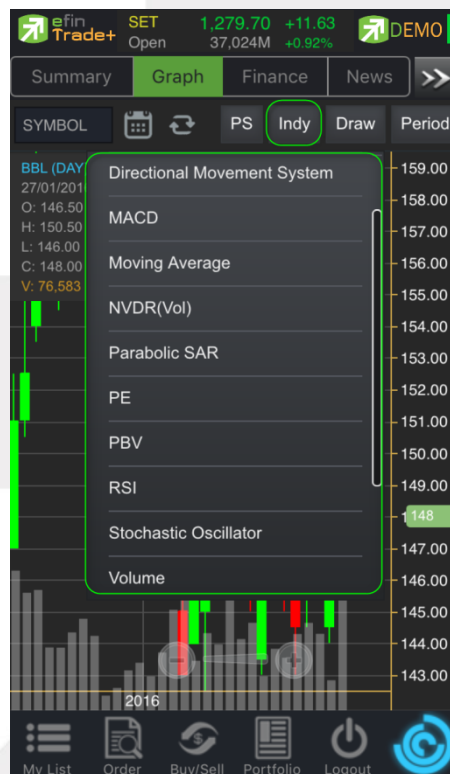 efin SET 1,279.70 +11.63 DEMO
Trade+ Open 37,024M +0.92%
Summary Graph Finance News >>
SYMBOL PS Indy Draw Period
BBL (DAY
27/01/201
O: 146.50
H: 150.50
L: 146.00
C: 148.00
V: 76,583
Directional Movement System
MACD
Moving Average
NVDR(Vol)
Parabolic SAR
PE
PBV
RSI
Stochastic Oscillator
Volume
159.00
158.00
157.00
156.00
155.00
154.00
153.00
152.00
151.00
150.00
149.00
148
147.00
146.00
145.00
144.00
143.00
2016
My List Order Buy/Sell Portfolio Logout